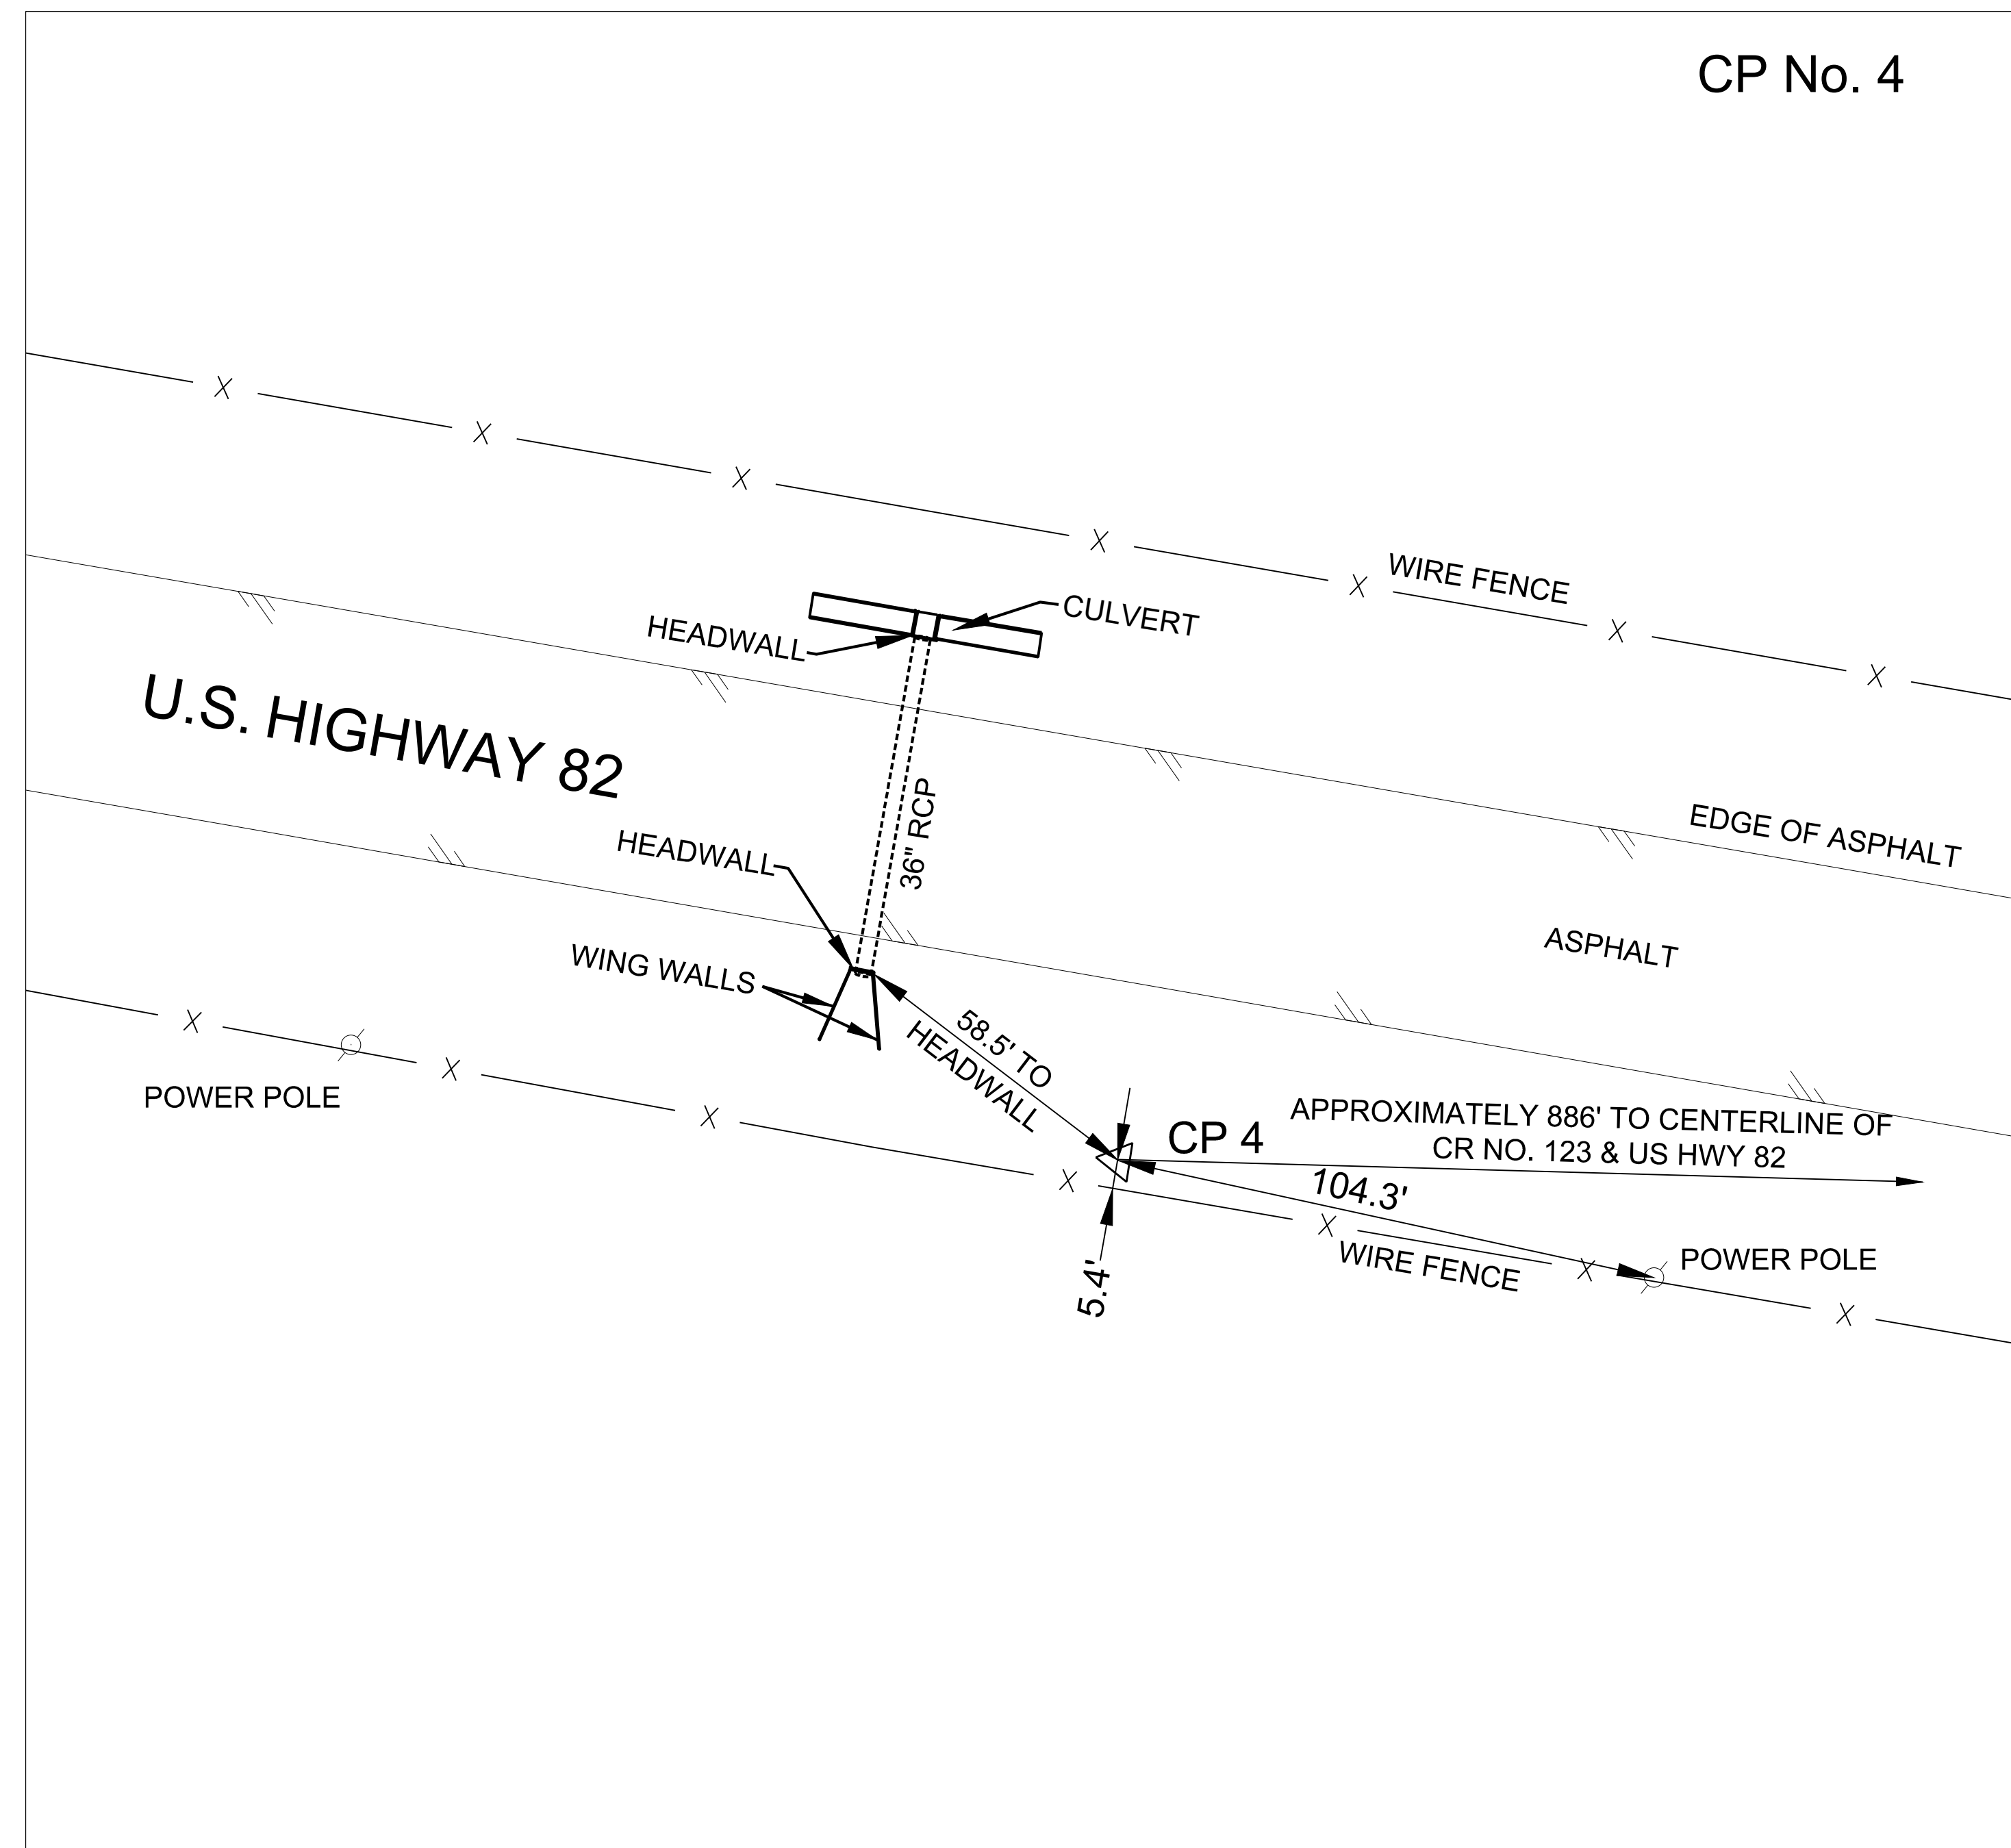 CP No. 4
WIRE FENCE
CULVERT
HEADWALL
U.S. HIGHWAY 82
EDGE OF ASPHALT
36" RCP
HEADWALL
ASPHALT
WING WALLS
58.5' TO
HEADWALL
POWER POLE
CP 4
APPROXIMATELY 886' TO CENTERLINE OF
CR NO. 123 & US HWY 82
104.3'
WIRE FENCE
POWER POLE
5.4'